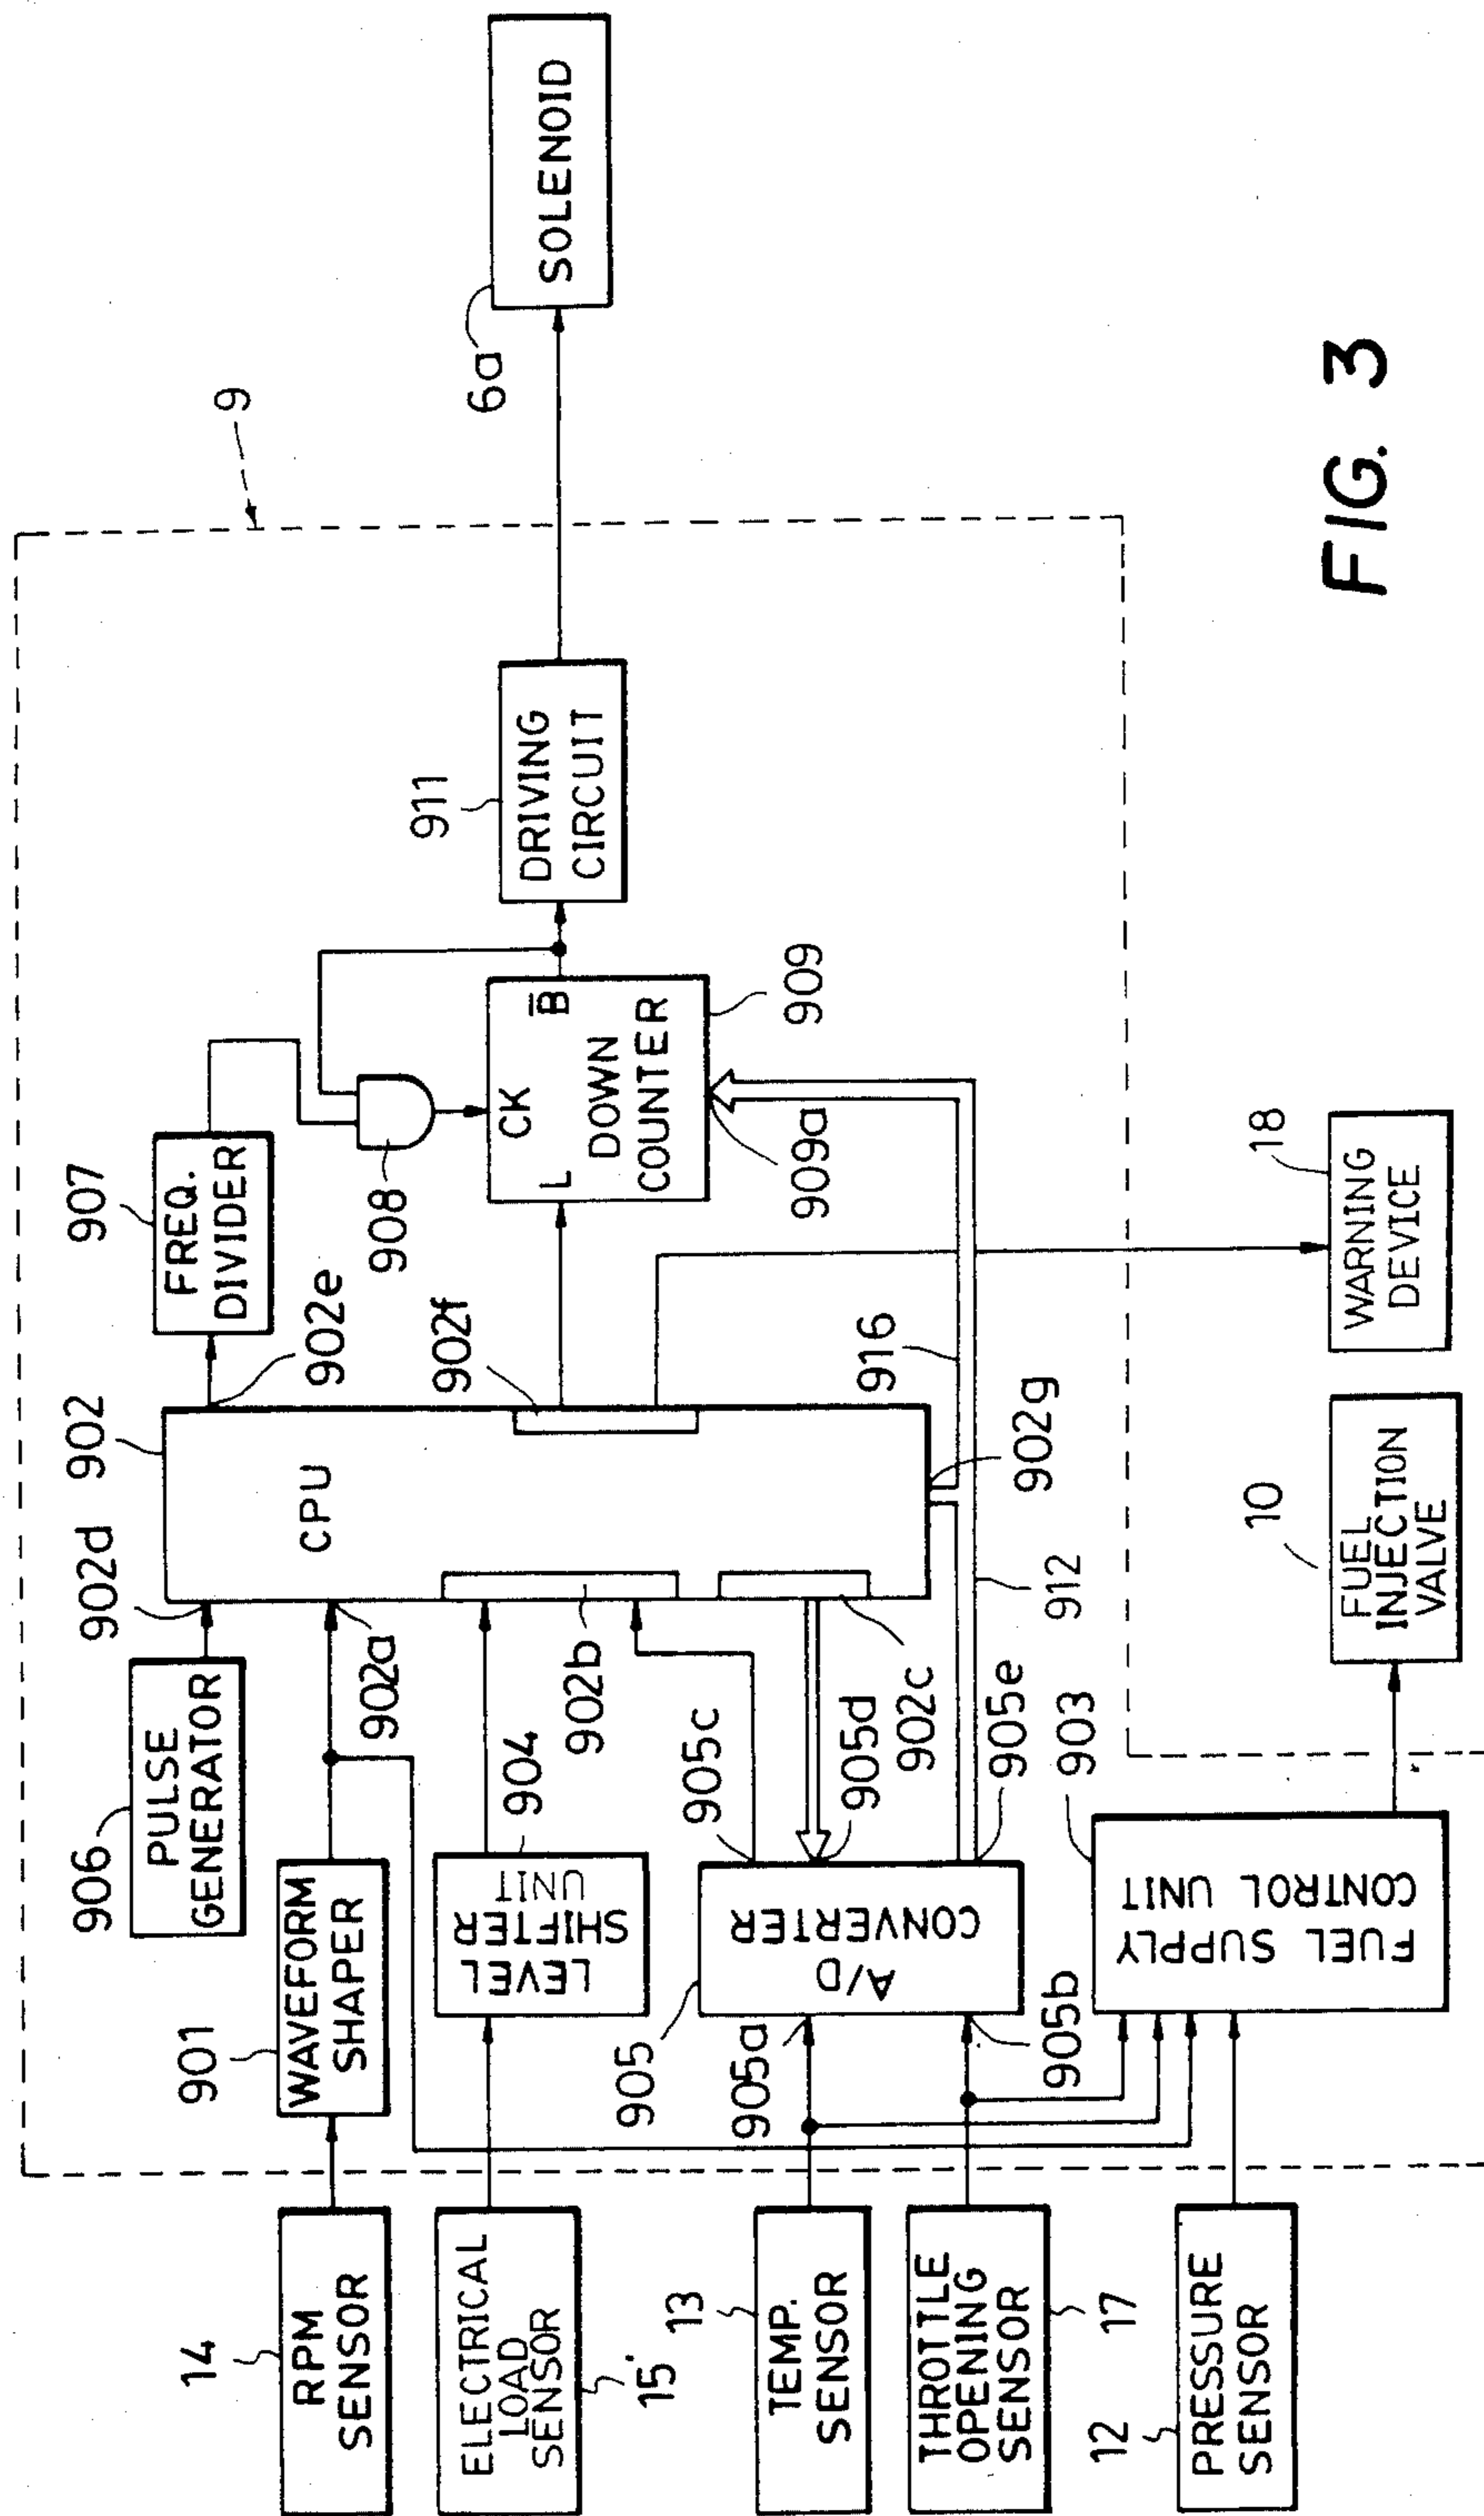 14
RPM
SENSOR
ELECTRICAL
LOAD
SENSOR
15'
13
TEMP.
SENSOR
THROTTLE
OPENING
SENSOR
17
12
PRESSURE
SENSOR
901
WAVEFORM
SHAPER
906
PULSE
GENERATOR
LEVEL
SHIFTER
UNIT
904
905
A/D
CONVERTER
905a
905b
905c
905d
905e
903
FUEL SUPPLY
CONTROL UNIT
902
CPU
902a
902b
902c
902d
902e
902f
902g
912
916
907
FREQ.
DIVIDER
908
CK
L
B̅
DOWN
COUNTER
909
909a
911
DRIVING
CIRCUIT
9
6a
SOLENOID
10
FUEL
INJECTION
VALVE
18
WARNING
DEVICE
FIG. 3